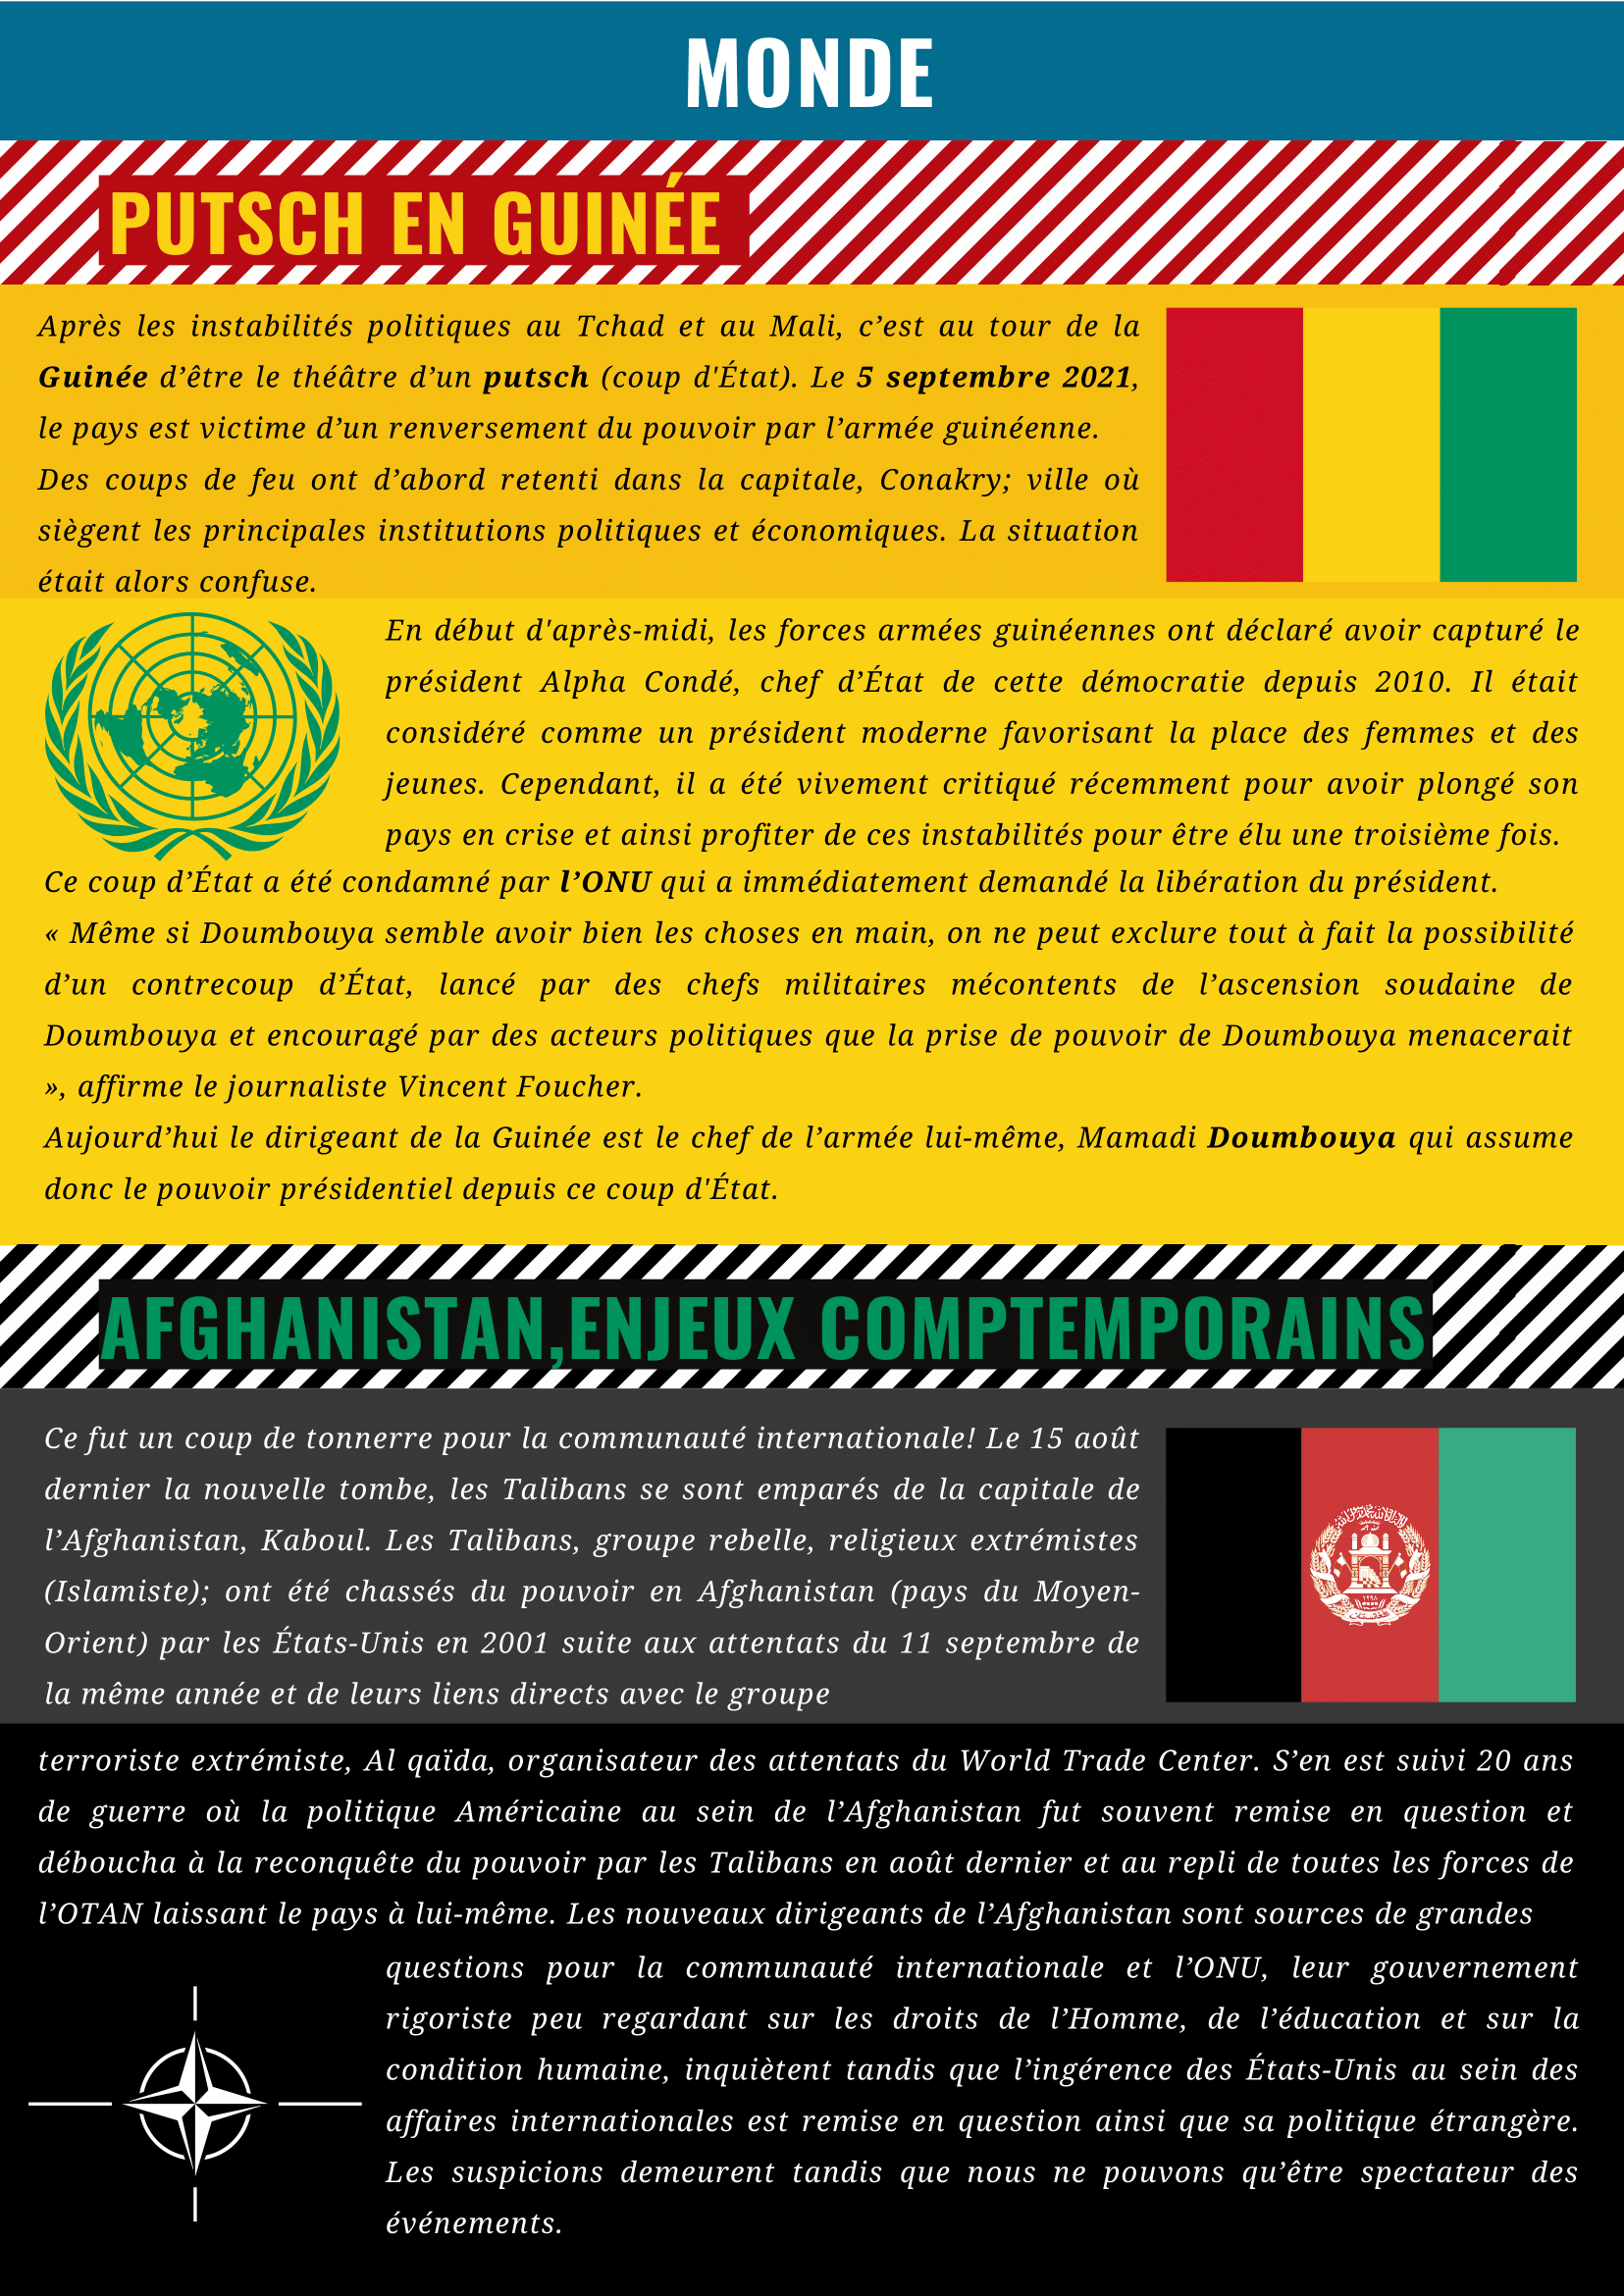 MONDE
PUTSCH EN GUINÉE
Après les instabilités politiques au Tchad et au Mali, c’est au tour de la
Guinée d’être le théâtre d’un putsch (coup d'État). Le 5 septembre 2021,
le pays est victime d’un renversement du pouvoir par l’armée guinéenne.
Des coups de feu ont d’abord retenti dans la capitale, Conakry; ville où
siègent les principales institutions politiques et économiques. La situation
était alors confuse.
En début d'après-midi, les forces armées guinéennes ont déclaré avoir capturé le
président Alpha Condé, chef d’État de cette démocratie depuis 2010. Il était
considéré comme un président moderne favorisant la place des femmes et des
jeunes. Cependant, il a été vivement critiqué récemment pour avoir plongé son
pays en crise et ainsi profiter de ces instabilités pour être élu une troisième fois.
Ce coup d’État a été condamné par l’ONU qui a immédiatement demandé la libération du président.
« Même si Doumbouya semble avoir bien les choses en main, on ne peut exclure tout à fait la possibilité
d’un contrecoup d’État, lancé par des chefs militaires mécontents de l’ascension soudaine de
Doumbouya et encouragé par des acteurs politiques que la prise de pouvoir de Doumbouya menacerait
», affirme le journaliste Vincent Foucher.
Aujourd’hui le dirigeant de la Guinée est le chef de l’armée lui-même, Mamadi Doumbouya qui assume
donc le pouvoir présidentiel depuis ce coup d'État.
AFGHANISTAN,ENJEUX COMPTEMPORAINS
Ce fut un coup de tonnerre pour la communauté internationale! Le 15 août
dernier la nouvelle tombe, les Talibans se sont emparés de la capitale de
l’Afghanistan, Kaboul. Les Talibans, groupe rebelle, religieux extrémistes
(Islamiste); ont été chassés du pouvoir en Afghanistan (pays du Moyen-
Orient) par les États-Unis en 2001 suite aux attentats du 11 septembre de
la même année et de leurs liens directs avec le groupe
terroriste extrémiste, Al qaïda, organisateur des attentats du World Trade Center. S’en est suivi 20 ans
de guerre où la politique Américaine au sein de l’Afghanistan fut souvent remise en question et
déboucha à la reconquête du pouvoir par les Talibans en août dernier et au repli de toutes les forces de
l’OTAN laissant le pays à lui-même. Les nouveaux dirigeants de l’Afghanistan sont sources de grandes
questions pour la communauté internationale et l’ONU, leur gouvernement
rigoriste peu regardant sur les droits de l’Homme, de l’éducation et sur la
condition humaine, inquiètent tandis que l’ingérence des États-Unis au sein des
affaires internationales est remise en question ainsi que sa politique étrangère.
Les suspicions demeurent tandis que nous ne pouvons qu’être spectateur des
événements.